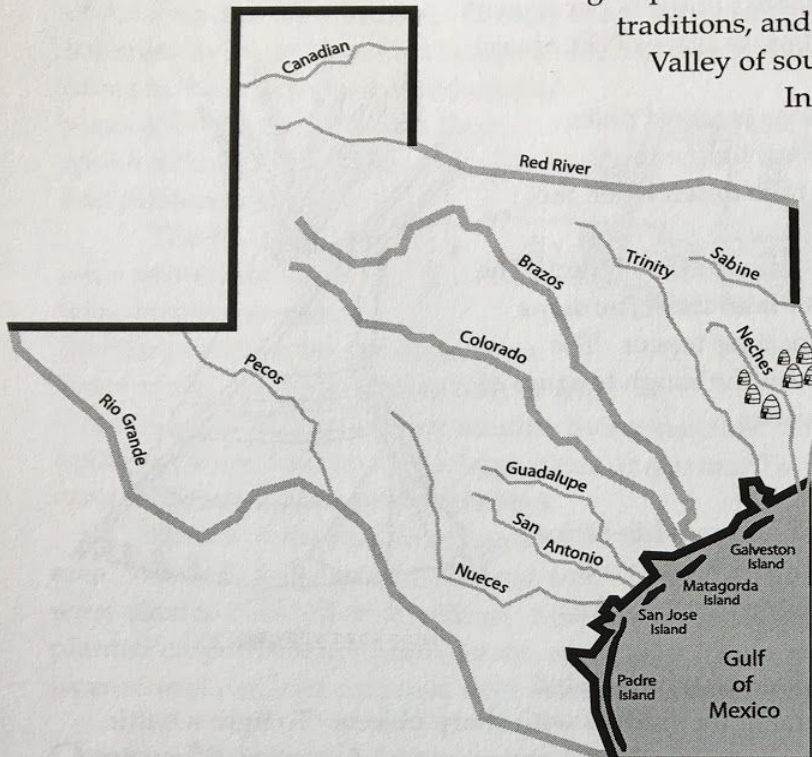 traditions, and
Valley of sou
In
Canadian
Red River
Brazos
Trinity
Sabine
Neches
Colorado
Pecos
Rio Grande
Guadalupe
San Antonio
Nueces
Galveston
Island
Matagorda
Island
San Jose
Island
Padre
Island
Gulf
of
Mexico